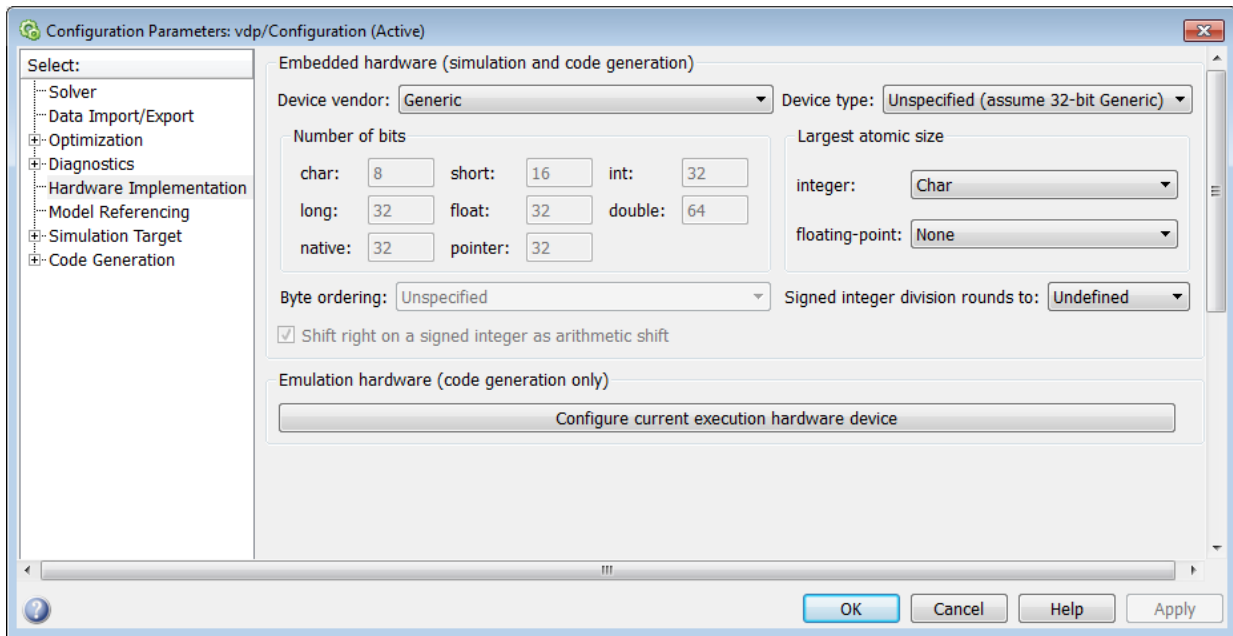 Configuration Parameters: vdp/Configuration (Active)
Select:
Solver
Data Import/Export
Optimization
Diagnostics
Hardware Implementation
Model Referencing
Simulation Target
Code Generation
Embedded hardware (simulation and code generation)
Device vendor: Generic Device type: Unspecified (assume 32-bit Generic)
Number of bits
char: 8 short: 16 int: 32
long: 32 float: 32 double: 64
native: 32 pointer: 32
Largest atomic size
integer: Char
floating-point: None
Byte ordering: Unspecified Signed integer division rounds to: Undefined
Shift right on a signed integer as arithmetic shift
Emulation hardware (code generation only)
Configure current execution hardware device
OK Cancel Help Apply